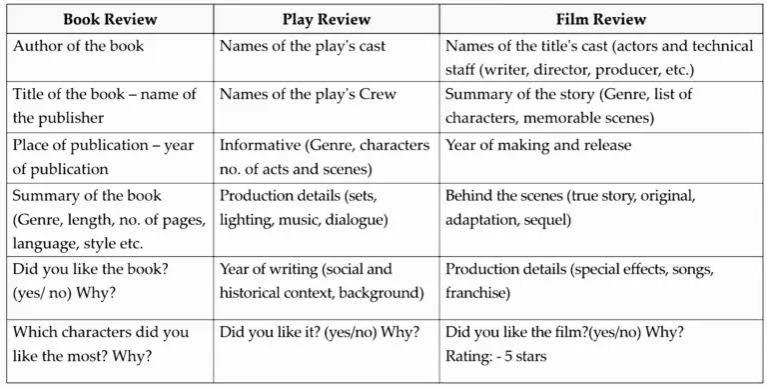 Book Review
Play Review
Film Review
Author of the book
Names of the play's cast
Names of the title's cast (actors and technical
staff (writer, director, producer, etc.)
Title of the book – name of
the publisher
Names of the play's Crew
Summary of the story (Genre, list of
characters, memorable scenes)
Place of publication – year
of publication
Informative (Genre, characters
no. of acts and scenes)
Year of making and release
Summary of the book
(Genre, length, no. of pages,
language, style etc.
Production details (sets,
lighting, music, dialogue)
Behind the scenes (true story, original,
adaptation, sequel)
Did you like the book?
(yes/ no) Why?
Year of writing (social and
historical context, background)
Production details (special effects, songs,
franchise)
Which characters did you
like the most? Why?
Did you like it? (yes/no) Why?
Did you like the film?(yes/no) Why?
Rating: - 5 stars